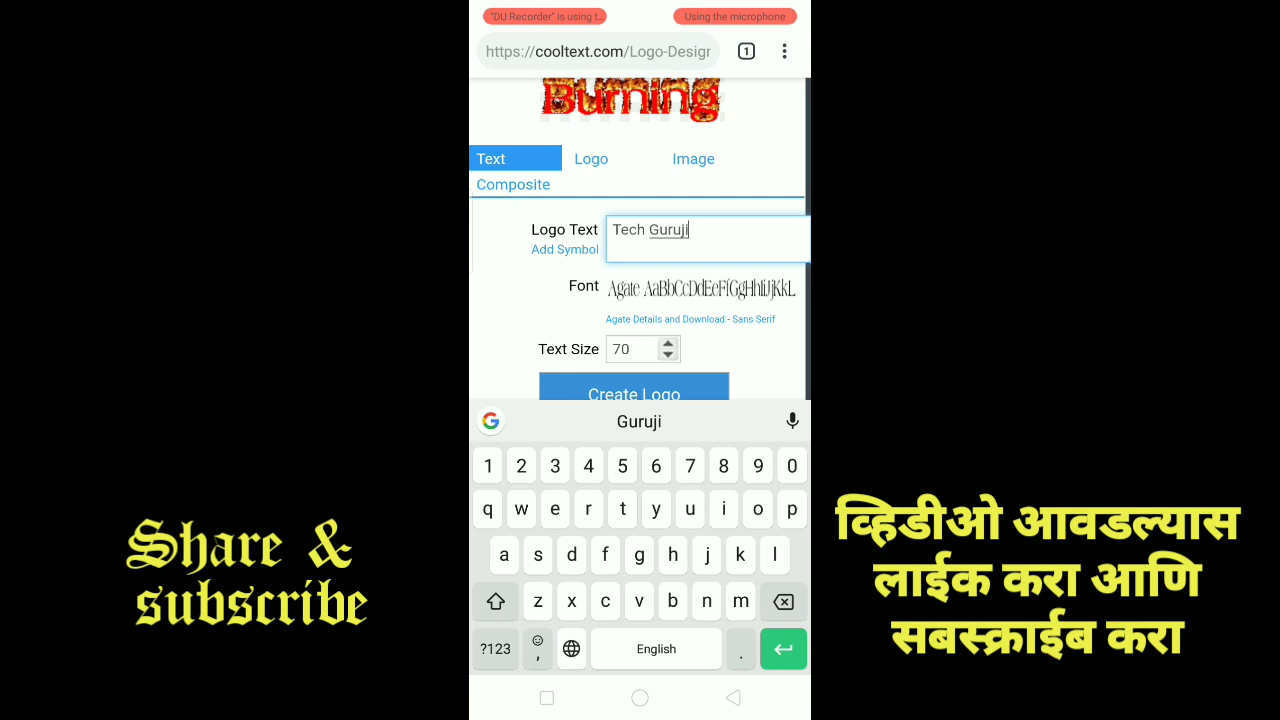 "DU Recorder" is using t...
Using the microphone
https://cooltext.com/Logo-Design
1
Burning
Text
Logo
Image
Composite
Logo Text
Tech Guruji
Add Symbol
Font
Agate AaBbCcDdEeFfGgHhIiJjKkL
Agate Details and Download - Sans Serif
Text Size
70
Create Logo
G
Guruji
1 2 3 4 5 6 7 8 9 0
q w e r t y u i o p
a s d f g h j k l
z x c v b n m
?123
,
English
.
Share &
subscribe
व्हिडीओ आवडल्यास
लाईक करा आणि
सबस्क्राईब करा